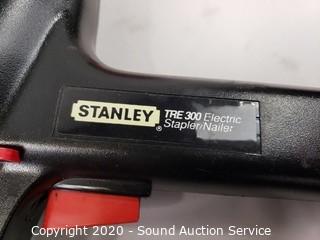 STANLEY®
TRE 300 Electric
Stapler/Nailer
Copyright 2020 - Sound Auction Service